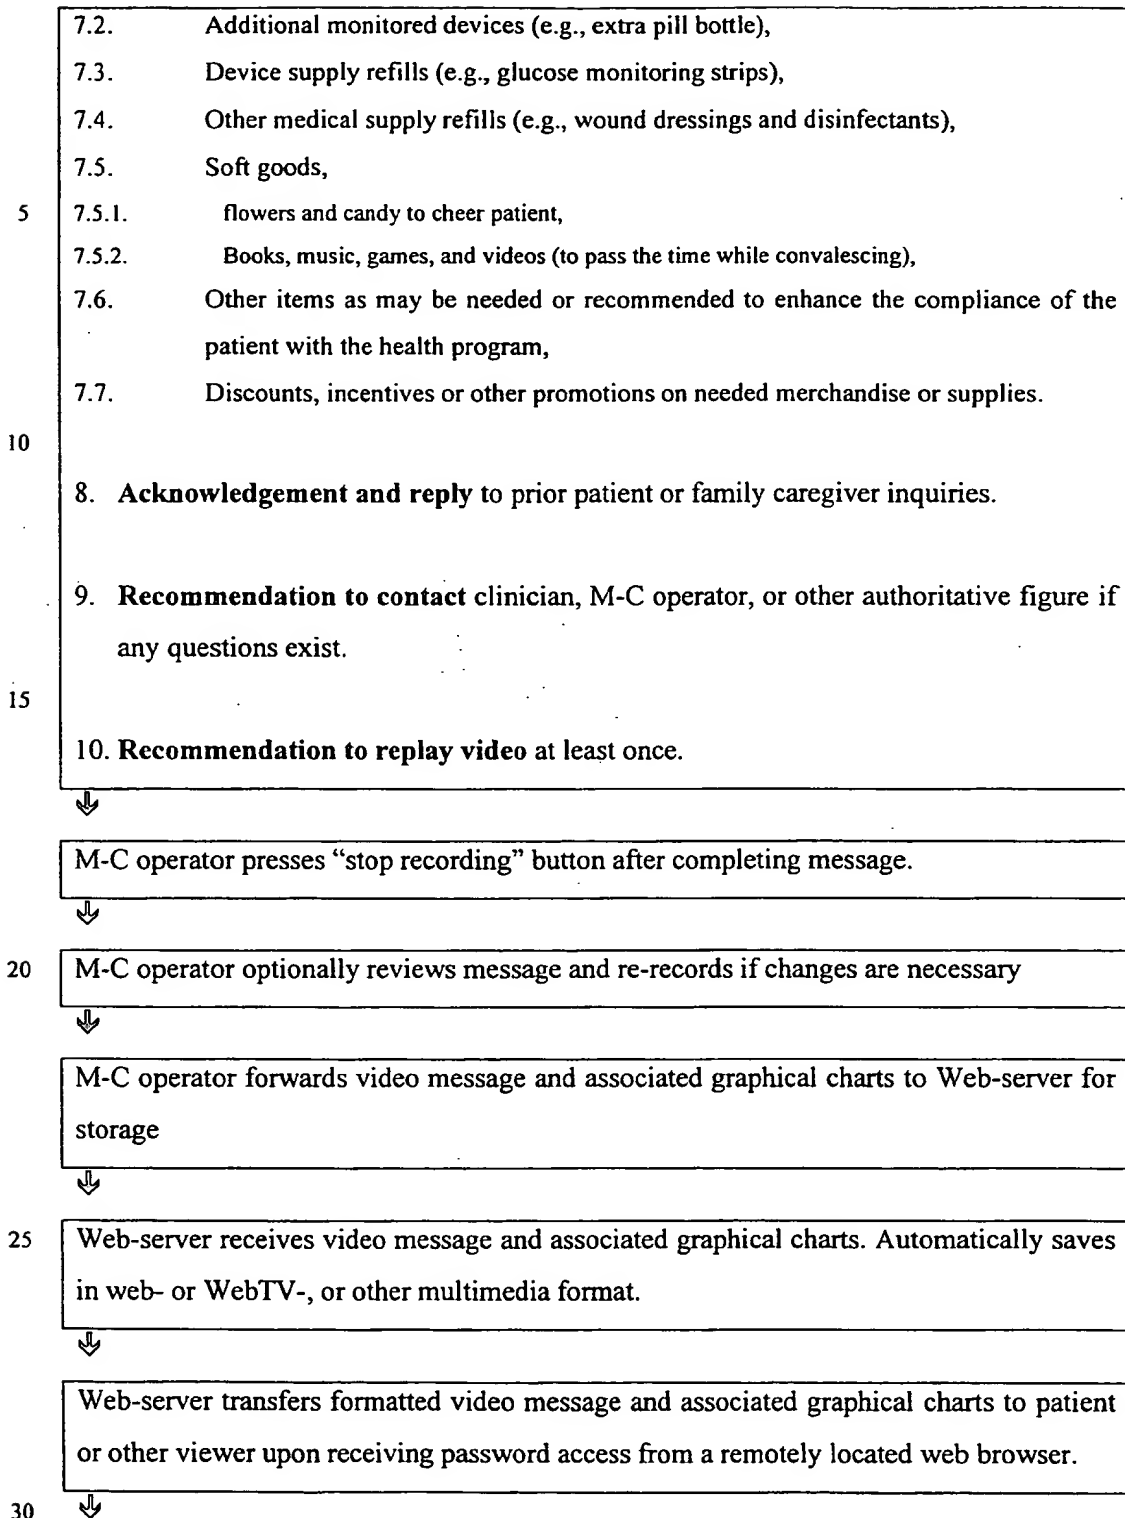 7.2. Additional monitored devices (e.g., extra pill bottle),
7.3. Device supply refills (e.g., glucose monitoring strips),
7.4. Other medical supply refills (e.g., wound dressings and disinfectants),
7.5. Soft goods,
5 7.5.1. flowers and candy to cheer patient,
7.5.2. Books, music, games, and videos (to pass the time while convalescing),
7.6. Other items as may be needed or recommended to enhance the compliance of the
patient with the health program,
7.7. Discounts, incentives or other promotions on needed merchandise or supplies.
10
8. Acknowledgement and reply to prior patient or family caregiver inquiries.
9. Recommendation to contact clinician, M-C operator, or other authoritative figure if
any questions exist.
15
10. Recommendation to replay video at least once.
M-C operator presses “stop recording” button after completing message.
20 M-C operator optionally reviews message and re-records if changes are necessary
M-C operator forwards video message and associated graphical charts to Web-server for
storage
25 Web-server receives video message and associated graphical charts. Automatically saves
in web- or WebTV-, or other multimedia format.
Web-server transfers formatted video message and associated graphical charts to patient
or other viewer upon receiving password access from a remotely located web browser.
30